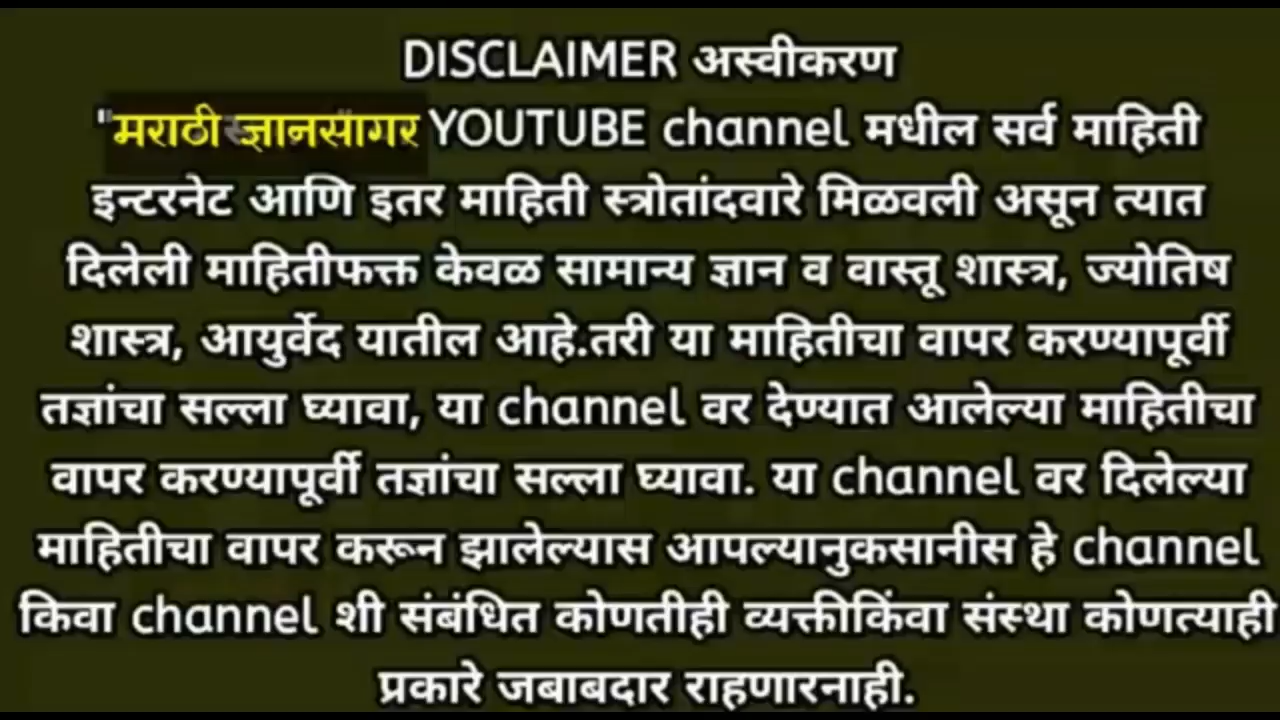 DISCLAIMER अस्वीकरण
"मराठी ज्ञानसागर YOUTUBE channel मधील सर्व माहिती
इन्टरनेट आणि इतर माहिती स्त्रोतांदवारे मिळवली असून त्यात
दिलेली माहितीफक्त केवळ सामान्य ज्ञान व वास्तू शास्त्र, ज्योतिष
शास्त्र, आयुर्वेद यातील आहे.तरी या माहितीचा वापर करण्यापूर्वी
तज्ञांचा सल्ला घ्यावा, या channel वर देण्यात आलेल्या माहितीचा
वापर करण्यापूर्वी तज्ञांचा सल्ला घ्यावा. या channel वर दिलेल्या
माहितीचा वापर करून झालेल्यास आपल्यानुकसानीस हे channel
किवा channel शी संबंधित कोणतीही व्यक्तीकिंवा संस्था कोणत्याही
प्रकारे जबाबदार राहणारनाही.